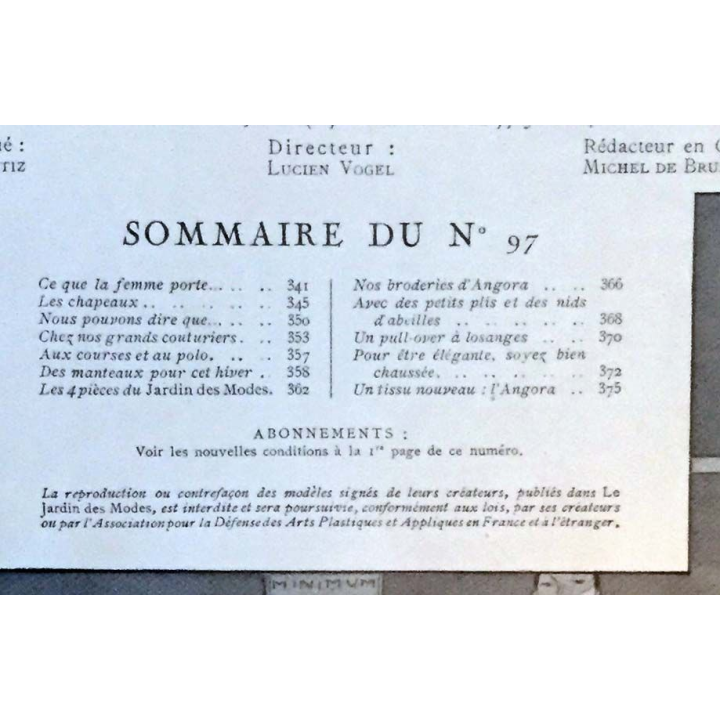 é :
TIZ
Directeur :
LUCIEN VOGEL
Rédacteur en
MICHEL DE BRU
SOMMAIRE DU Nº 97
Ce que la femme porte.. .. .. 341
Les chapeaux .. .. .. .. .. 345
Nous pouvons dire que.. .. .. 350
Chez nos grands couturiers . .. 353
Aux courses et au polo. .. .. 357
Des manteaux pour cet hiver . 358
Les 4 pièces du Jardin des Modes. 362
Nos broderies d'Angora .. .. 366
Avec des petits plis et des nids
d'abeilles .. .. .. .. .. 368
Un pull-over à losanges .. .. 370
Pour être élégante, soyez bien
chaussée. .. .. .. .. .. 372
Un tissu nouveau : l'Angora .. 375
ABONNEMENTS :
Voir les nouvelles conditions à la 1re page de ce numéro.
La reproduction ou contrefaçon des modèles signés de leurs créateurs, publiés dans Le
Jardin des Modes, est interdite et sera poursuivie, conformément aux lois, par ses créateurs
ou par l'Association pour la Défense des Arts Plastiques et Appliqués en France et à l'étranger.
MINIMUM